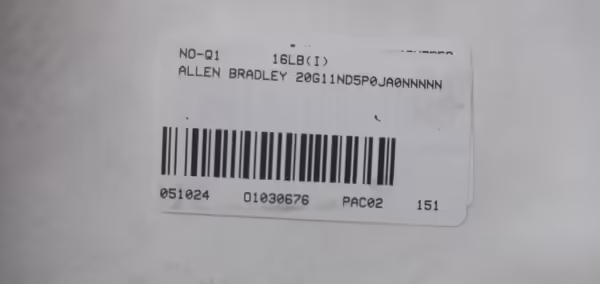 NO-Q1 16LB(I)
ALLEN BRADLEY 20G11ND5P0JA0NNNNN
051024 01030676 PAC02 151